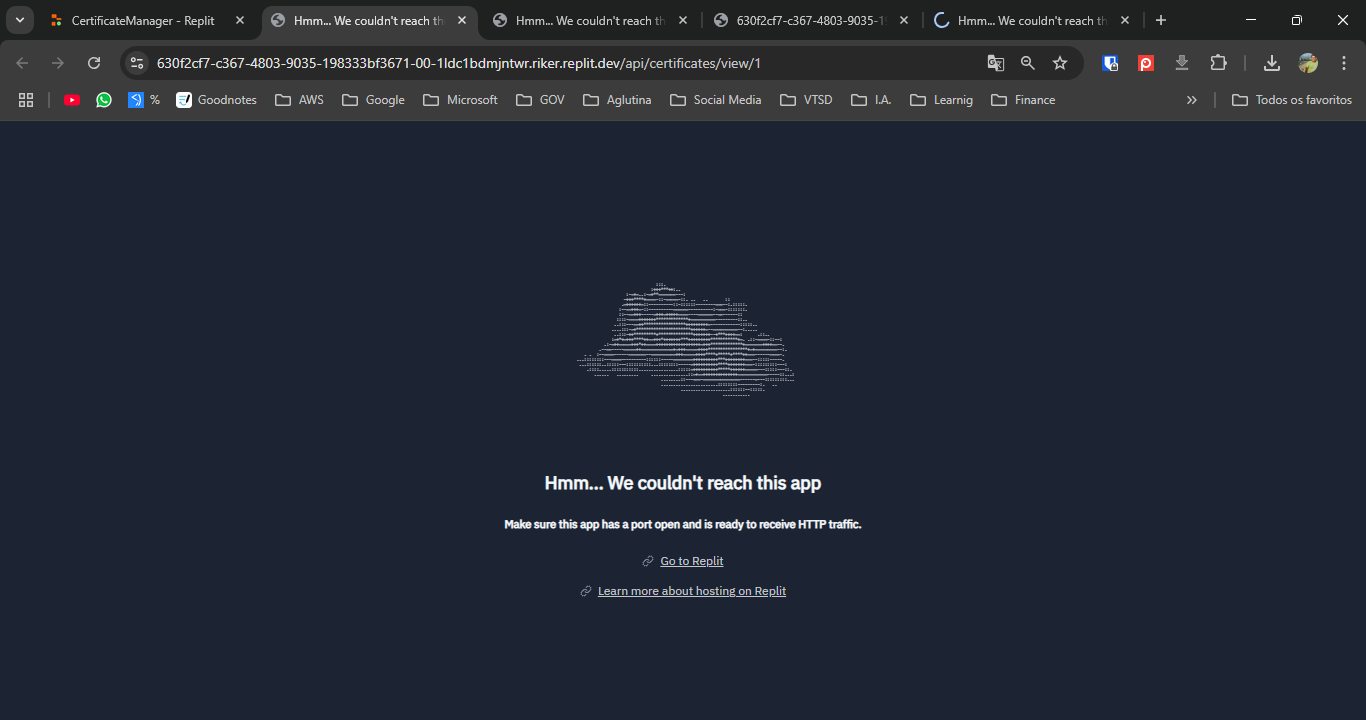 CertificateManager - Replit
Hmm... We couldn't reach th
Hmm... We couldn't reach th
630f2cf7-c367-4803-9035-1
Hmm... We couldn't reach th
630f2cf7-c367-4803-9035-198333bf3671-00-1ldc1bdmjntwr.riker.replit.dev/api/certificates/view/1
%
Goodnotes
AWS
Google
Microsoft
GOV
Aglutina
Social Media
VTSD
I.A.
Learnig
Finance
»
Todos os favoritos
Hmm... We couldn't reach this app
Make sure this app has a port open and is ready to receive HTTP traffic.
Go to Replit
Learn more about hosting on Replit